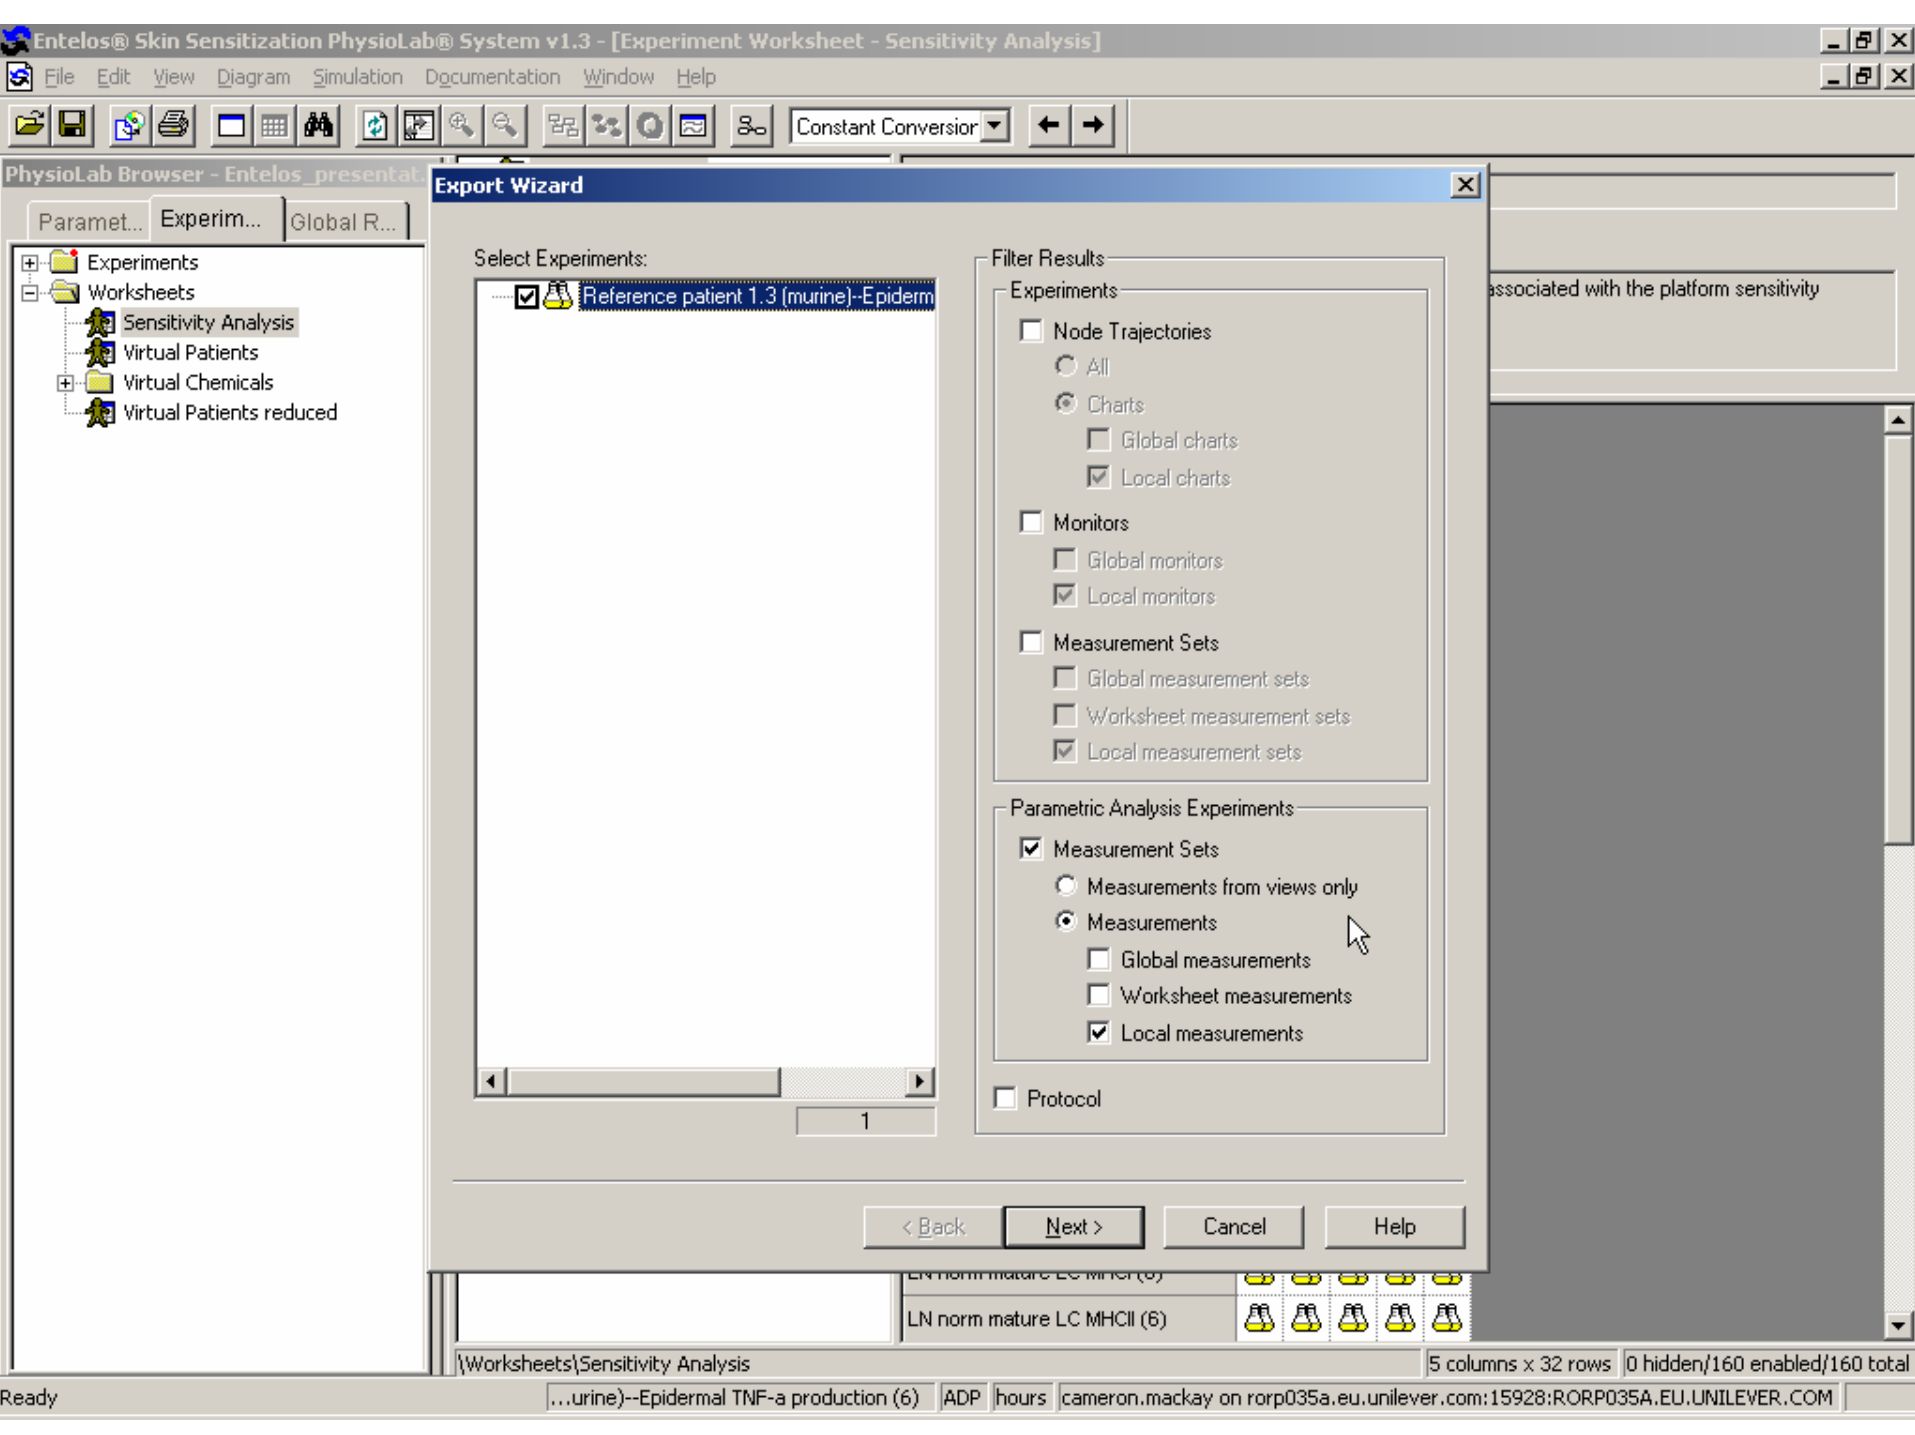 Entelos® Skin Sensitization PhysioLab® System v1.3 - [Experiment Worksheet - Sensitivity Analysis]
File Edit View Diagram Simulation Documentation Window Help
Constant Conversion
PhysioLab Browser - Entelos_presentat.
Paramet... Experim... Global R...
Experiments
Worksheets
Sensitivity Analysis
Virtual Patients
Virtual Chemicals
Virtual Patients reduced
Export Wizard
Select Experiments:
Reference patient 1.3 (murine)--Epiderm
1
Filter Results
Experiments
Node Trajectories
All
Charts
Global charts
Local charts
Monitors
Global monitors
Local monitors
Measurement Sets
Global measurement sets
Worksheet measurement sets
Local measurement sets
Parametric Analysis Experiments
Measurement Sets
Measurements from views only
Measurements
Global measurements
Worksheet measurements
Local measurements
Protocol
< Back Next > Cancel Help
associated with the platform sensitivity
LN norm mature LC MHCI (6)
LN norm mature LC MHCII (6)
\Worksheets\Sensitivity Analysis 5 columns x 32 rows 0 hidden/160 enabled/160 total
Ready ...urine)--Epidermal TNF-a production (6) ADP hours cameron.mackay on rorp035a.eu.unilever.com:15928:RORP035A.EU.UNILEVER.COM